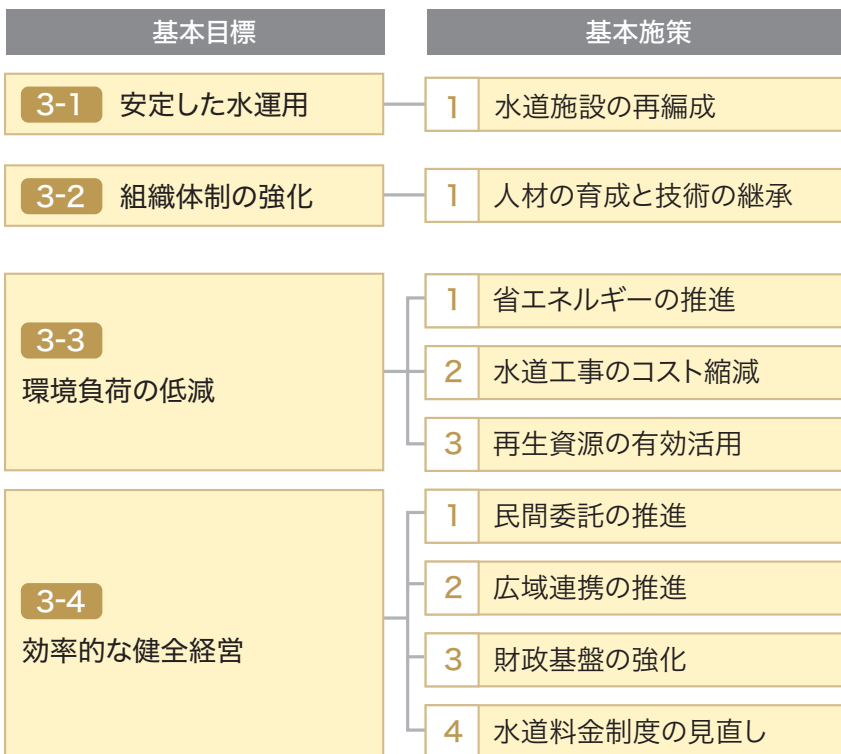 基本目標
基本施策
3-1 安定した水運用
1 水道施設の再編成
3-2 組織体制の強化
1 人材の育成と技術の継承
3-3
環境負荷の低減
1 省エネルギーの推進
2 水道工事のコスト縮減
3 再生資源の有効活用
3-4
効率的な健全経営
1 民間委託の推進
2 広域連携の推進
3 財政基盤の強化
4 水道料金制度の見直し